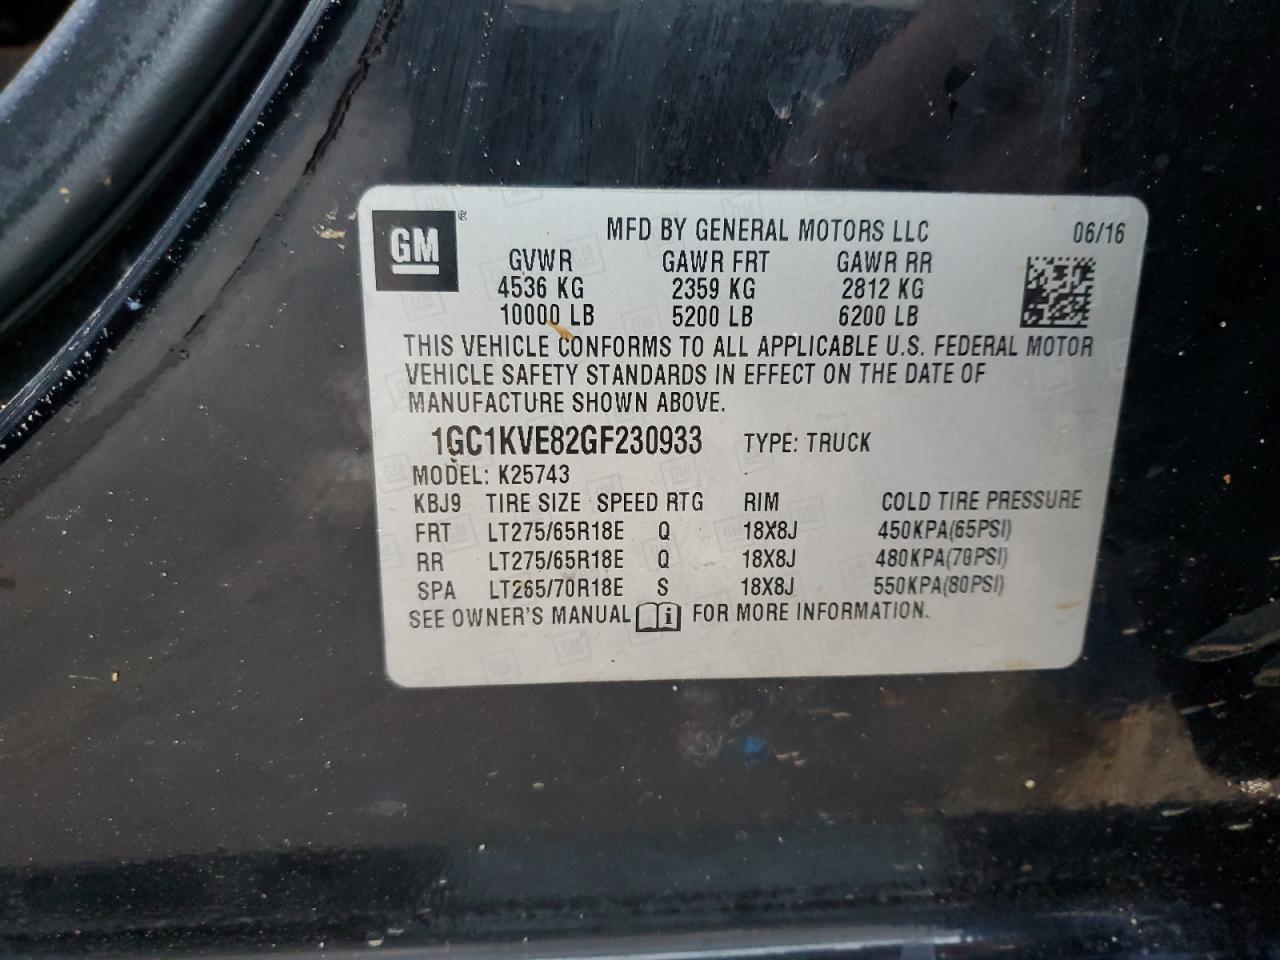 GM®
MFD BY GENERAL MOTORS LLC 06/16
GVWR GAWR FRT GAWR RR
4536 KG 2359 KG 2812 KG
10000 LB 5200 LB 6200 LB
THIS VEHICLE CONFORMS TO ALL APPLICABLE U.S. FEDERAL MOTOR
VEHICLE SAFETY STANDARDS IN EFFECT ON THE DATE OF
MANUFACTURE SHOWN ABOVE.
1GC1KVE82GF230933 TYPE: TRUCK
MODEL: K25743
KBJ9 TIRE SIZE SPEED RTG RIM COLD TIRE PRESSURE
FRT LT275/65R18E Q 18X8J 450KPA(65PSI)
RR LT275/65R18E Q 18X8J 480KPA(70PSI)
SPA LT265/70R18E S 18X8J 550KPA(80PSI)
SEE OWNER'S MANUAL i FOR MORE INFORMATION.